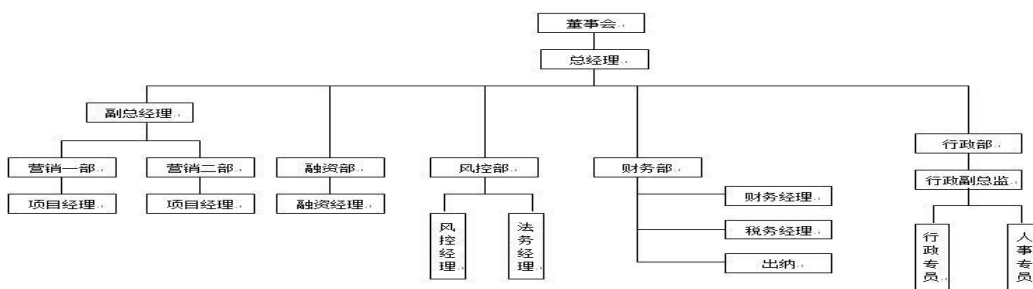 董事会
总经理
副总经理
行政部
营销一部
营销二部
融资部
风控部
财务部
行政副总监
项目经理
项目经理
融资经理
财务经理
风控经理
法务经理
税务经理
出纳
行政专员
人事专员